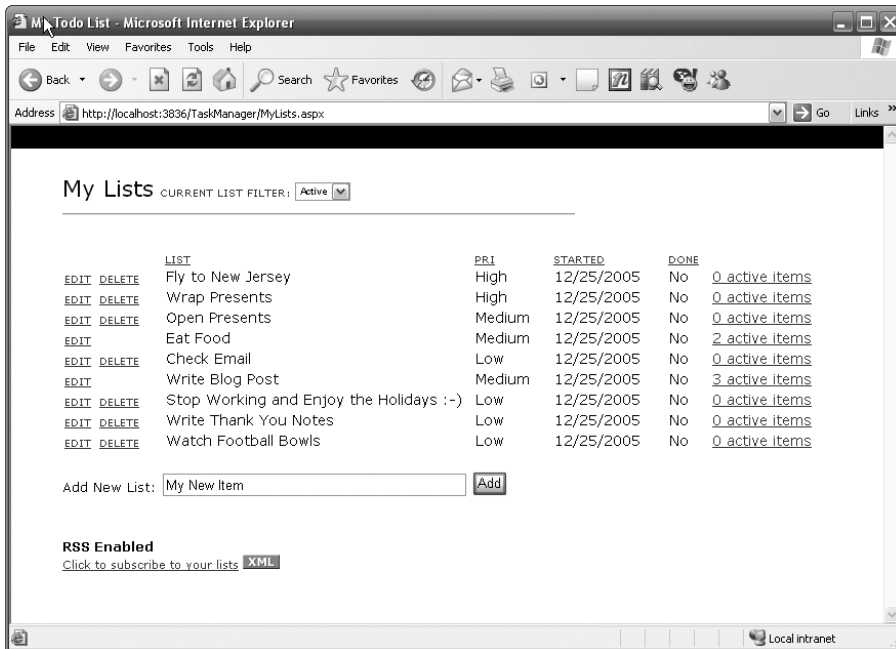 My Todo List - Microsoft Internet Explorer
File Edit View Favorites Tools Help
Back Search Favorites
Address http://localhost:3836/TaskManager/MyLists.aspx Go Links »
My Lists CURRENT LIST FILTER: Active
LIST PRI STARTED DONE
EDIT DELETE Fly to New Jersey High 12/25/2005 No 0 active items
EDIT DELETE Wrap Presents High 12/25/2005 No 0 active items
EDIT DELETE Open Presents Medium 12/25/2005 No 0 active items
EDIT Eat Food Medium 12/25/2005 No 2 active items
EDIT DELETE Check Email Low 12/25/2005 No 0 active items
EDIT Write Blog Post Medium 12/25/2005 No 3 active items
EDIT DELETE Stop Working and Enjoy the Holidays :-) Low 12/25/2005 No 0 active items
EDIT DELETE Write Thank You Notes Low 12/25/2005 No 0 active items
EDIT DELETE Watch Football Bowls Low 12/25/2005 No 0 active items
Add New List: My New Item Add
RSS Enabled
Click to subscribe to your lists XML
Local intranet